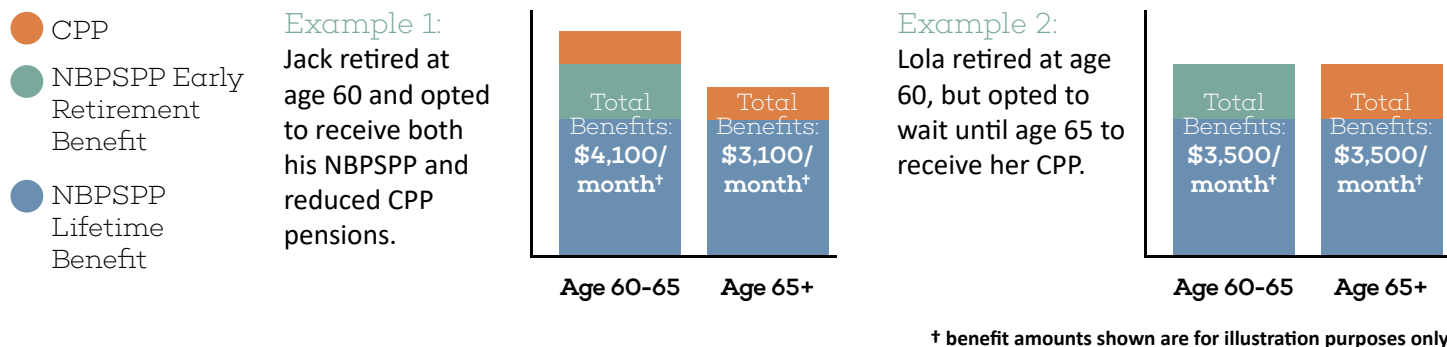 CPP
NBPSPP Early
Retirement
Benefit
NBPSPP
Lifetime
Benefit
Example 1:
Jack retired at
age 60 and opted
to receive both
his NBPSPP and
reduced CPP
pensions.
Total
Benefits:
$4,100/
month†
Total
Benefits:
$3,100/
month†
Age 60-65
Age 65+
Example 2:
Lola retired at age
60, but opted to
wait until age 65 to
receive her CPP.
Total
Benefits:
$3,500/
month†
Total
Benefits:
$3,500/
month†
Age 60-65
Age 65+
† benefit amounts shown are for illustration purposes only